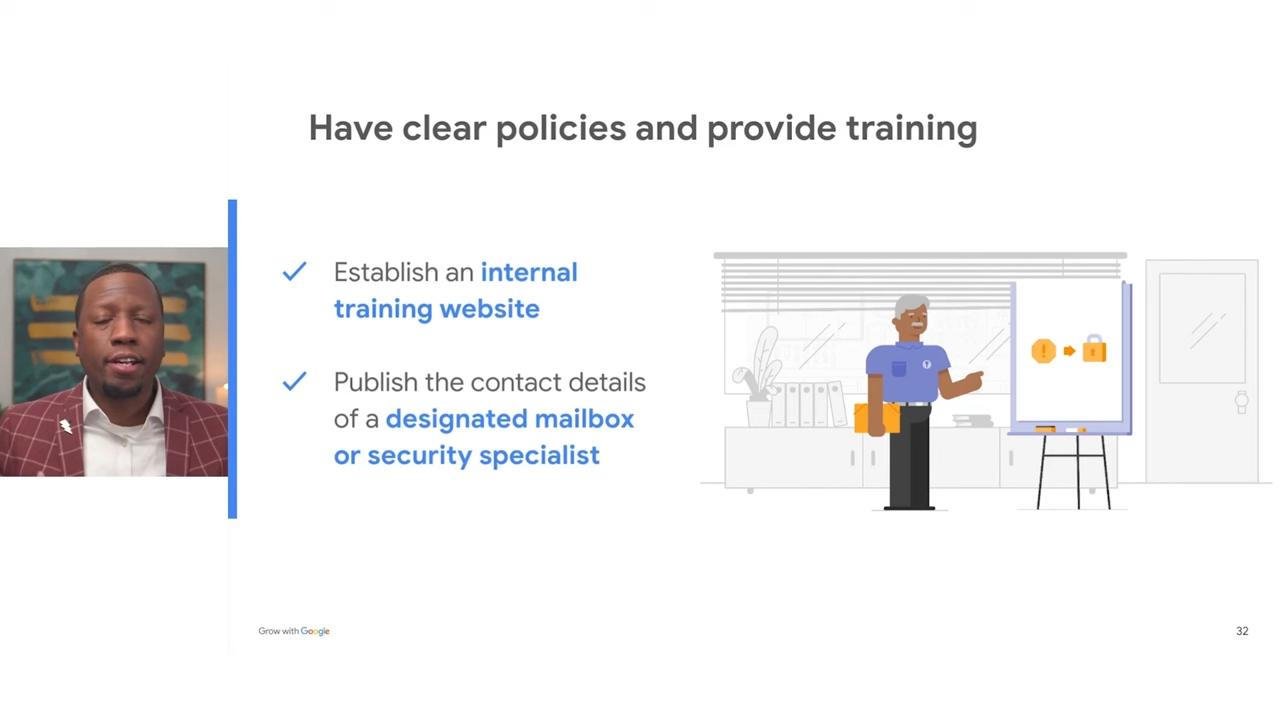 Have clear policies and provide training
Establish an internal
training website
Publish the contact details
of a designated mailbox
or security specialist
Grow with Google
32